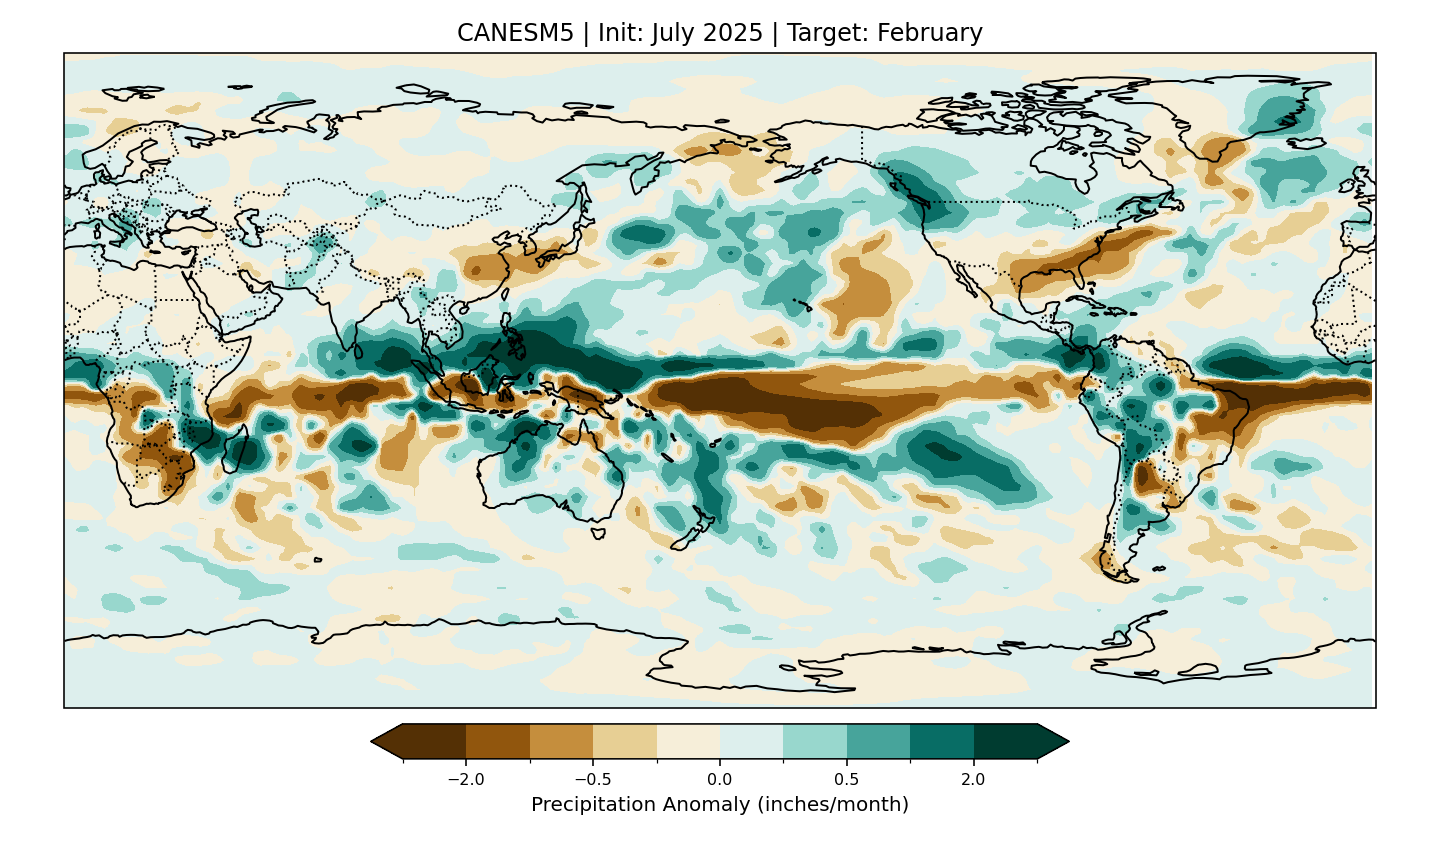 CANESM5 | Init: July 2025 | Target: February
−2.0 −0.5 0.0 0.5 2.0
Precipitation Anomaly (inches/month)